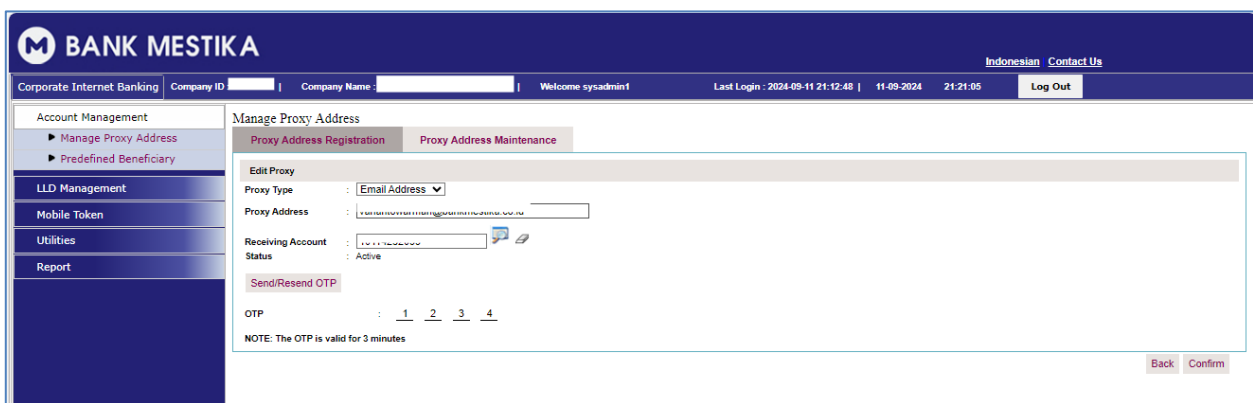 BANK MESTIKA
Indonesian Contact Us
Corporate Internet Banking Company ID : | Company Name : | Welcome sysadmin1 Last Login : 2024-09-11 21:12:48 | 11-09-2024 21:21:05 Log Out
Account Management
Manage Proxy Address
Predefined Beneficiary
LLD Management
Mobile Token
Utilities
Report
Manage Proxy Address
Proxy Address Registration Proxy Address Maintenance
Edit Proxy
Proxy Type : Email Address
Proxy Address :
Receiving Account :
Status : Active
Send/Resend OTP
OTP : 1 2 3 4
NOTE: The OTP is valid for 3 minutes
Back Confirm